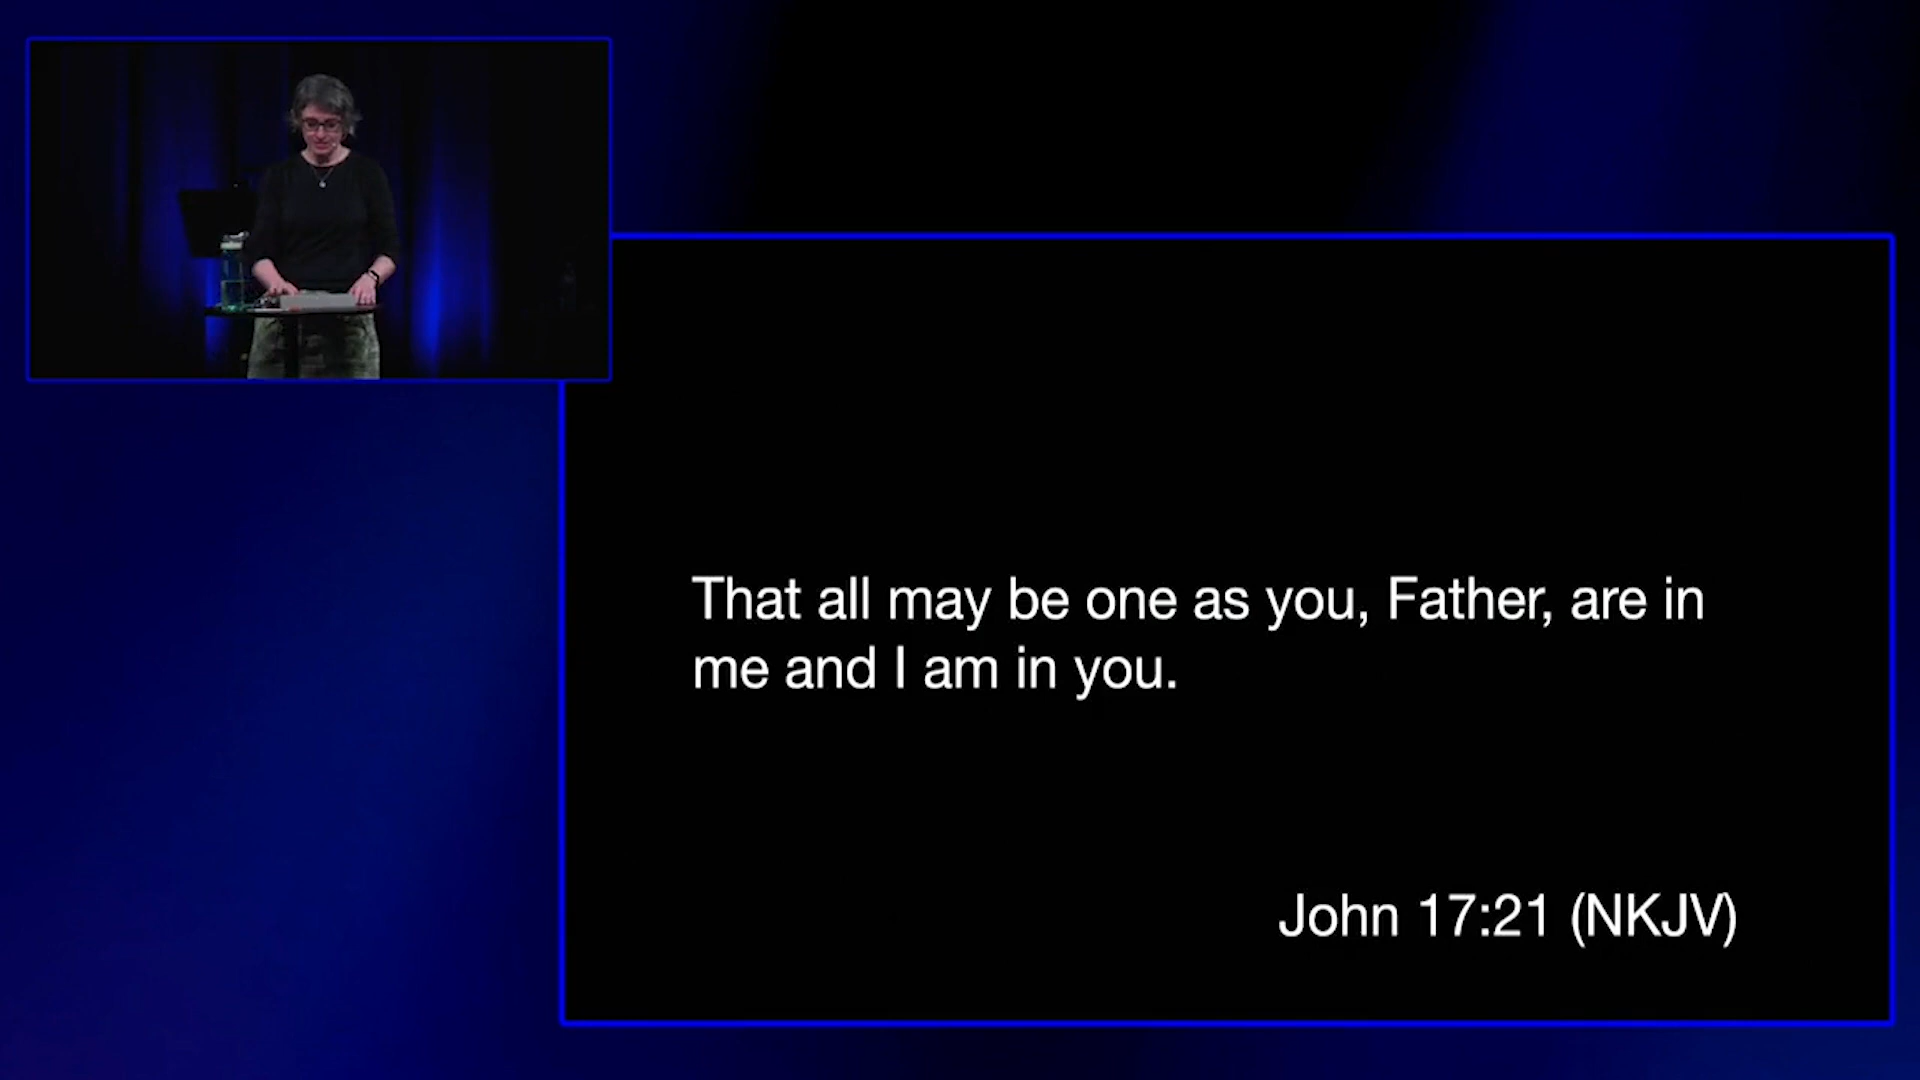 That all may be one as you, Father, are in
me and I am in you.
John 17:21 (NKJV)